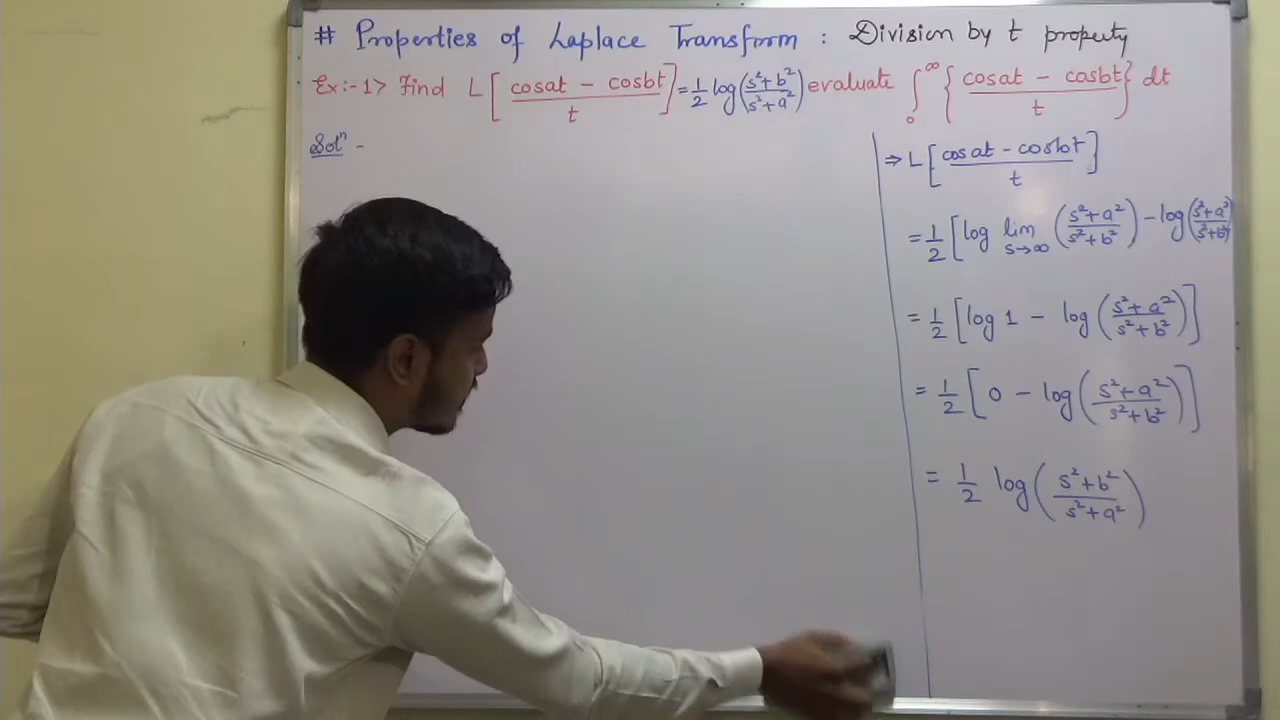 # Properties of Laplace Transform : Division by t property
Ex:-1> Find L[(cosat - cosbt)/t] = 1/2 log((s²+b²)/(s²+a²)) evaluate ∫₀^∞ {(cosat - cosbt)/t} dt
Solⁿ -
⇒ L[(cosat - cosbt)/t]
= 1/2 [log lim s→∞ ((s²+a²)/(s²+b²)) - log((s²+a²)/(s²+b²))
= 1/2 [log 1 - log((s²+a²)/(s²+b²))]
= 1/2 [0 - log((s²+a²)/(s²+b²))]
= 1/2 log((s²+b²)/(s²+a²))